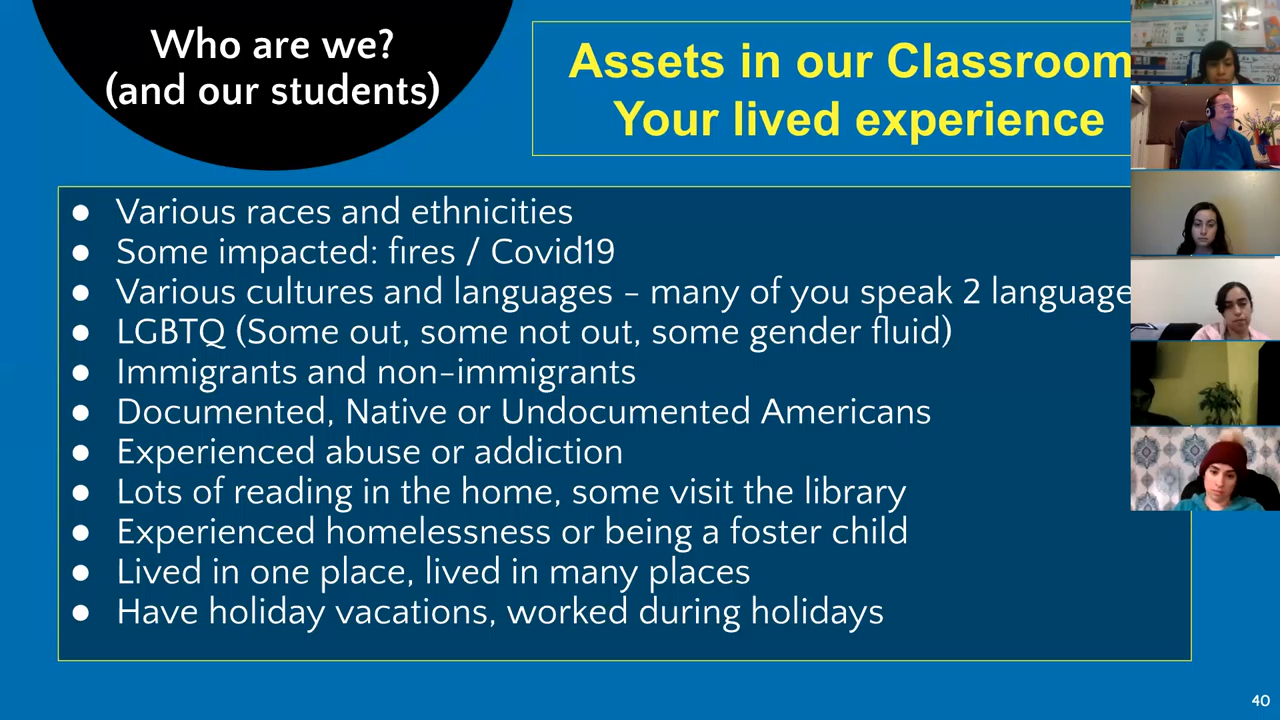 Who are we?
(and our students)
Assets in our Classroom
Your lived experience
● Various races and ethnicities
● Some impacted: fires / Covid19
● Various cultures and languages – many of you speak 2 language
● LGBTQ (Some out, some not out, some gender fluid)
● Immigrants and non-immigrants
● Documented, Native or Undocumented Americans
● Experienced abuse or addiction
● Lots of reading in the home, some visit the library
● Experienced homelessness or being a foster child
● Lived in one place, lived in many places
● Have holiday vacations, worked during holidays
40